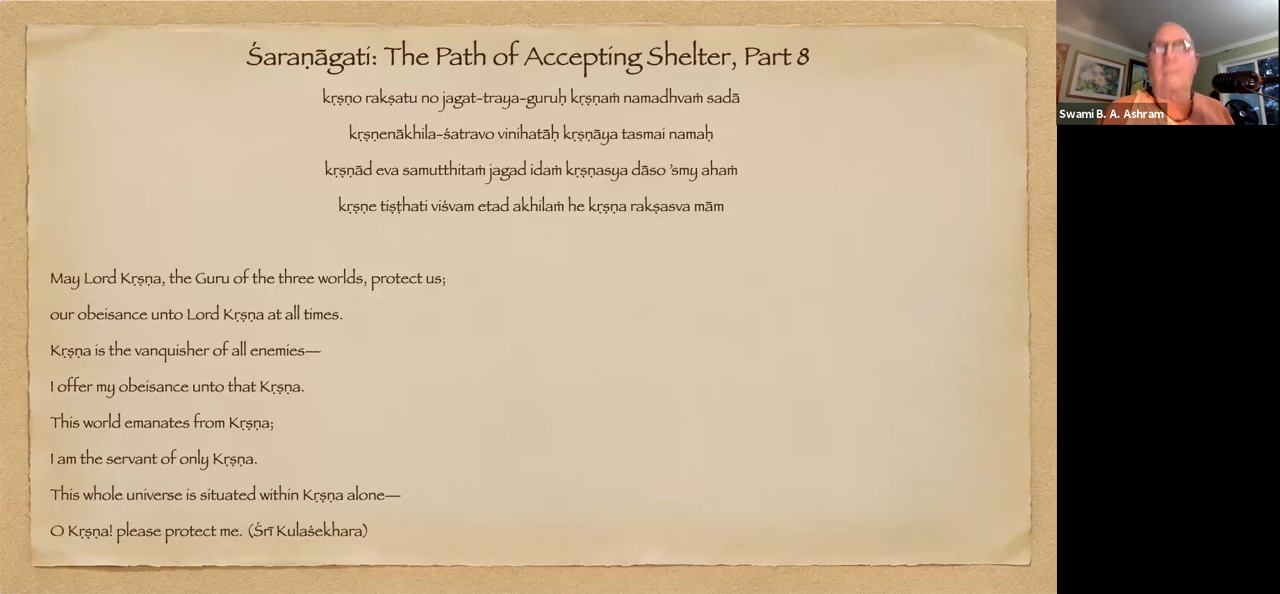 Śaraṇāgati: The Path of Accepting Shelter, Part 8
kṛṣṇo rakṣatu no jagat-traya-guruḥ kṛṣṇaṁ namadhvaṁ sadā
kṛṣṇenākhila-śatravo vinihatāḥ kṛṣṇāya tasmai namaḥ
kṛṣṇād eva samutthitaṁ jagad idaṁ kṛṣṇasya dāso 'smy ahaṁ
kṛṣṇe tiṣṭhati viśvam etad akhilaṁ he kṛṣṇa rakṣasva mām
May Lord Kṛṣṇa, the Guru of the three worlds, protect us;
our obeisance unto Lord Kṛṣṇa at all times.
Kṛṣṇa is the vanquisher of all enemies—
I offer my obeisance unto that Kṛṣṇa.
This world emanates from Kṛṣṇa;
I am the servant of only Kṛṣṇa.
This whole universe is situated within Kṛṣṇa alone—
O Kṛṣṇa! please protect me. (Śrī Kulaśekhara)
Swami B. A. Ashram